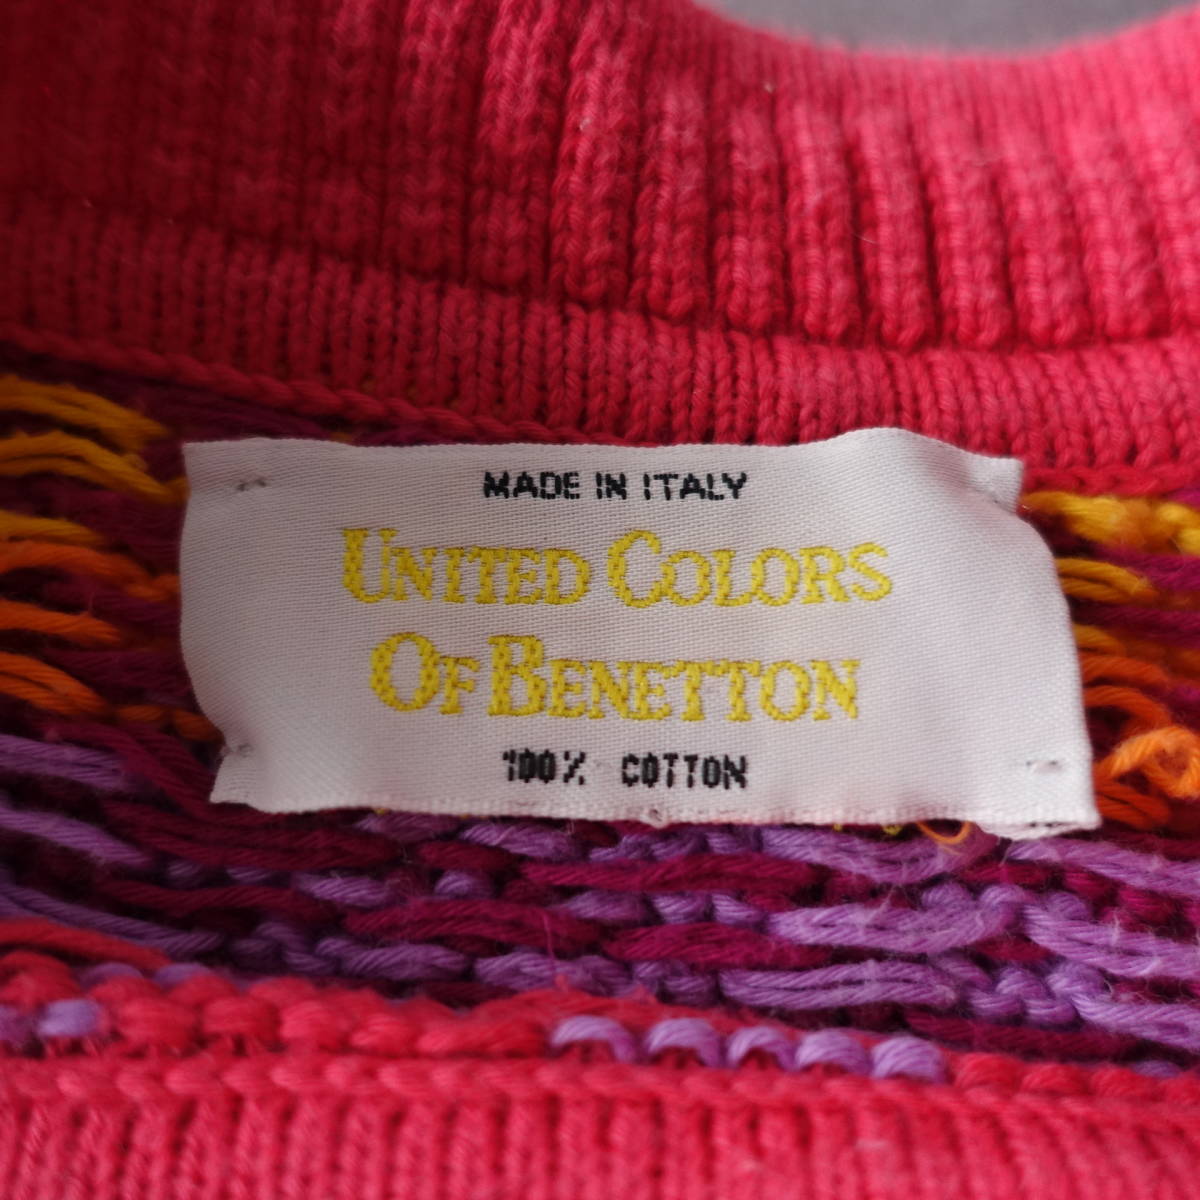 MADE IN ITALY
UNITED COLORS
OF BENETTON
100% COTTON